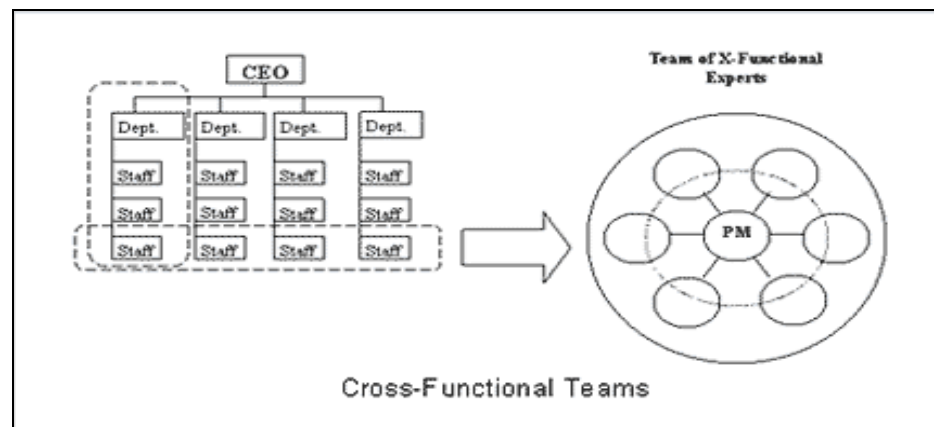 CEO
Dept. Dept. Dept. Dept.
Staff Staff Staff Staff
Staff Staff Staff Staff
Staff Staff Staff Staff
Team of X-Functional
Experts
PM
Cross-Functional Teams